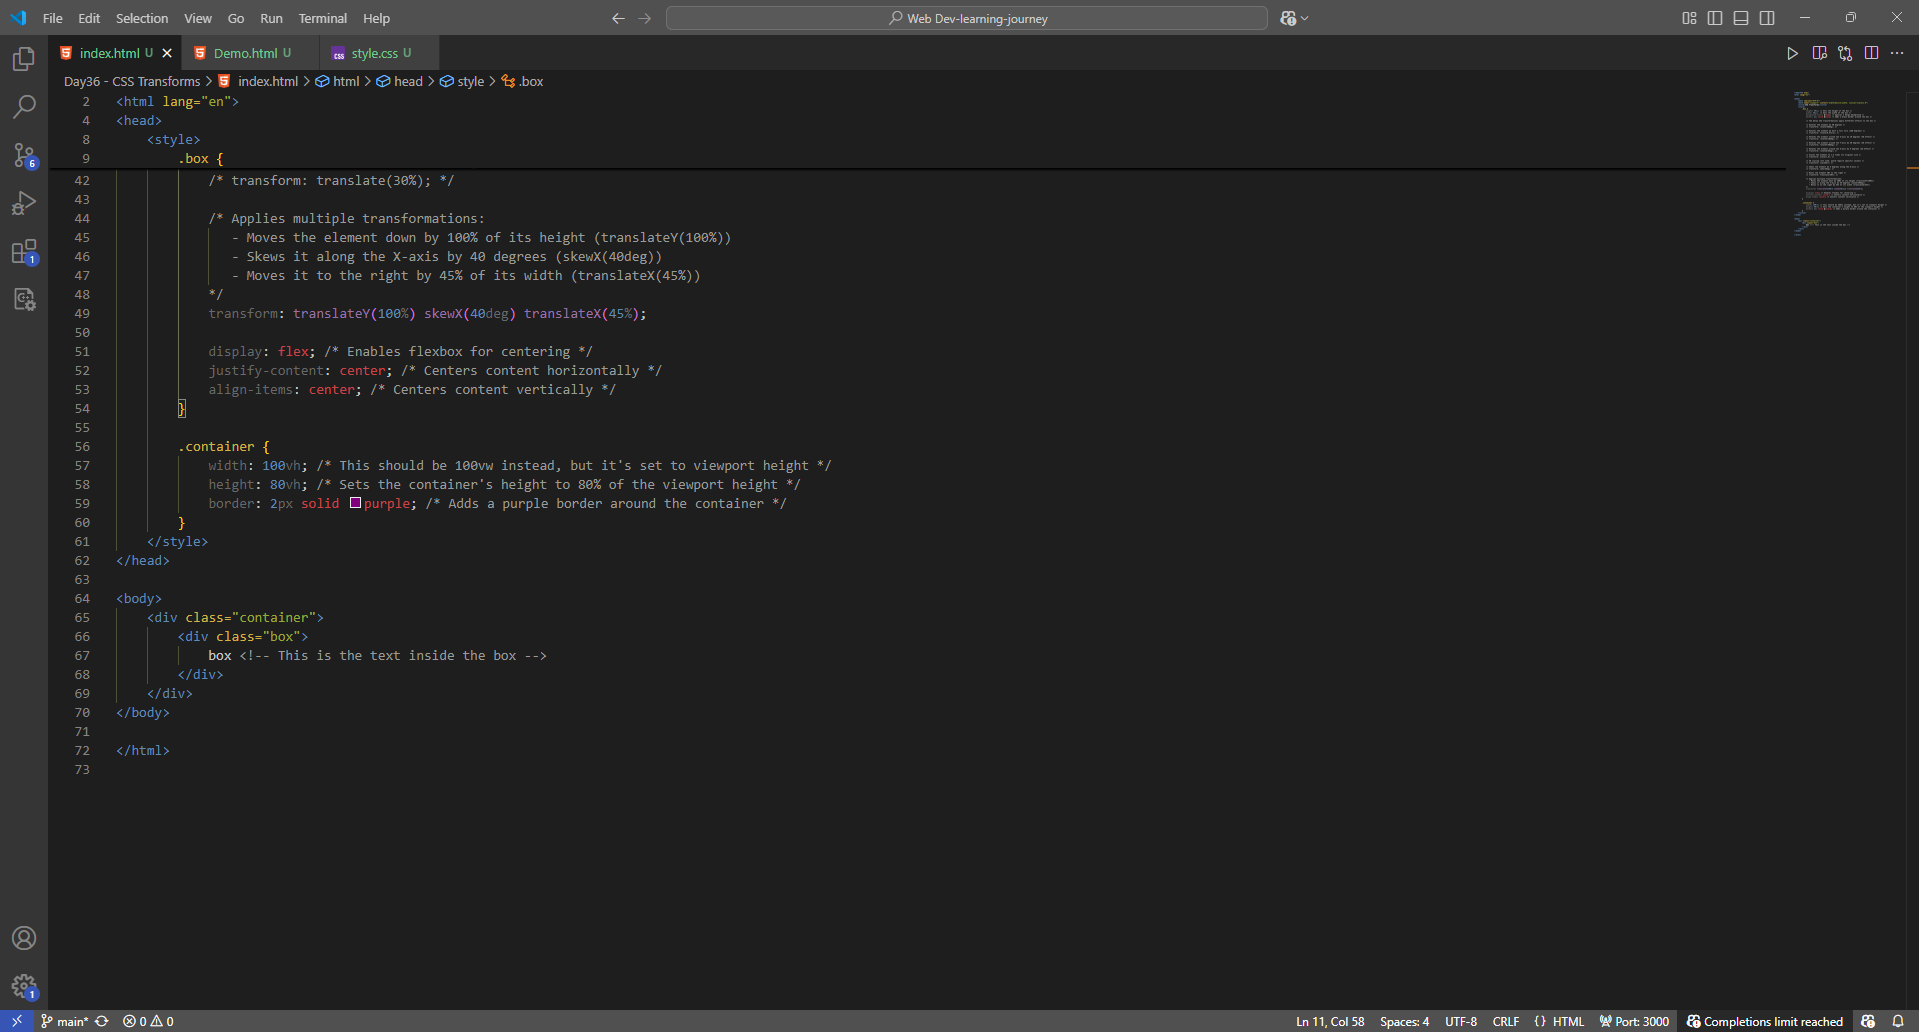 File Edit Selection View Go Run Terminal Help
Web Dev-learning-journey
index.html U
Demo.html U
style.css U
Day36 - CSS Transforms > index.html > html > head > style > .box
2 <html lang="en">
4 <head>
8 <style>
9 .box {
42 /* transform: translate(30%); */
43
44 /* Applies multiple transformations:
45 - Moves the element down by 100% of its height (translateY(100%))
46 - Skews it along the X-axis by 40 degrees (skewX(40deg))
47 - Moves it to the right by 45% of its width (translateX(45%))
48 */
49 transform: translateY(100%) skewX(40deg) translateX(45%);
50
51 display: flex; /* Enables flexbox for centering */
52 justify-content: center; /* Centers content horizontally */
53 align-items: center; /* Centers content vertically */
54 }
55
56 .container {
57 width: 100vh; /* This should be 100vw instead, but it's set to viewport height */
58 height: 80vh; /* Sets the container's height to 80% of the viewport height */
59 border: 2px solid purple; /* Adds a purple border around the container */
60 }
61 </style>
62 </head>
63
64 <body>
65 <div class="container">
66 <div class="box">
67 box <!-- This is the text inside the box -->
68 </div>
69 </div>
70 </body>
71
72 </html>
73
6
1
1
main* 0 0 Ln 11, Col 58 Spaces: 4 UTF-8 CRLF {} HTML Port: 3000 Completions limit reached